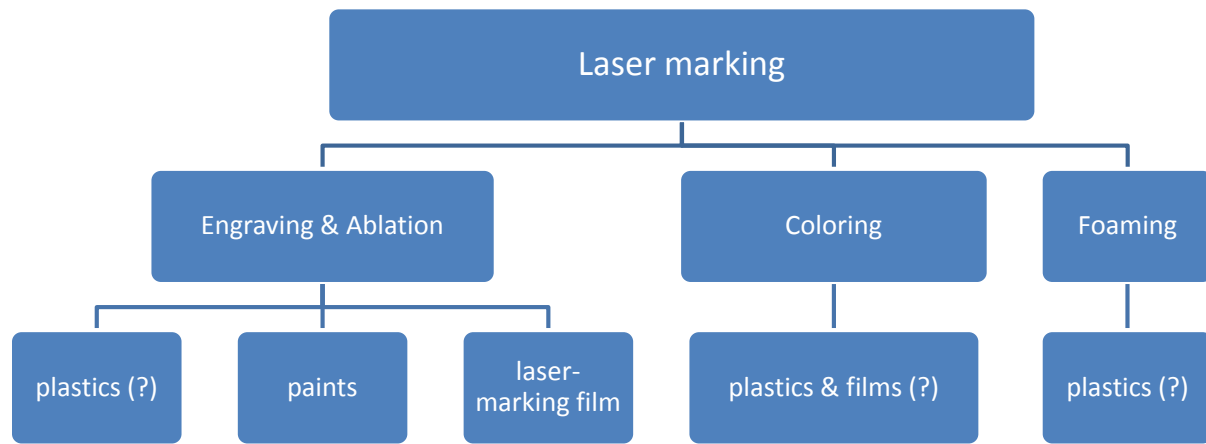 Laser marking
Engraving & Ablation
Coloring
Foaming
plastics (?)
paints
laser-
marking film
plastics & films (?)
plastics (?)